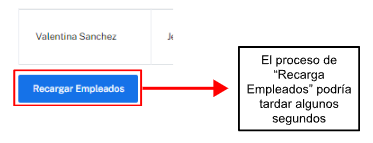 Valentina Sanchez
Recargar Empleados
El proceso de
“Recarga
Empleados” podría
tardar algunos
segundos